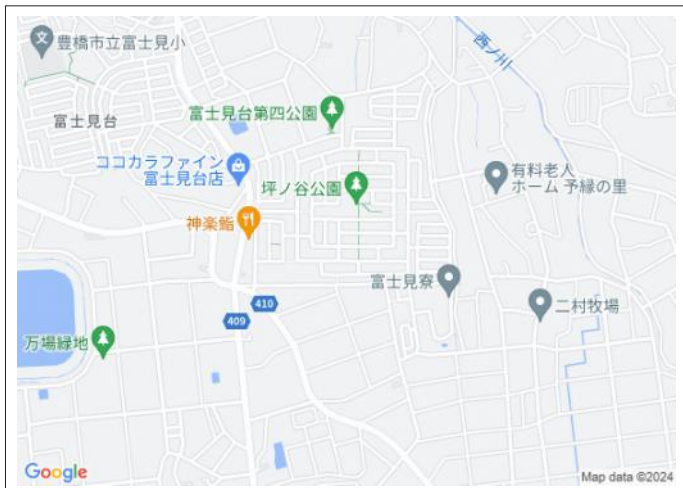 豊橋市立富士見小
西ノ川
富士見台第四公園
富士見台
ココカラファイン
富士見台店
有料老人
ホーム 予縁の里
坪ノ谷公園
神楽鮨
富士見寮
410
二村牧場
409
万場緑地
Google
Map data ©2024